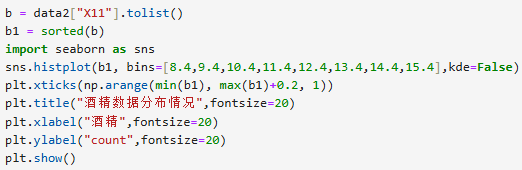 b = data2["X11"].tolist()
b1 = sorted(b)
import seaborn as sns
sns.histplot(b1, bins=[8.4,9.4,10.4,11.4,12.4,13.4,14.4,15.4],kde=False)
plt.xticks(np.arange(min(b1), max(b1)+0.2, 1))
plt.title("酒精数据分布情况",fontsize=20)
plt.xlabel("酒精",fontsize=20)
plt.ylabel("count",fontsize=20)
plt.show()